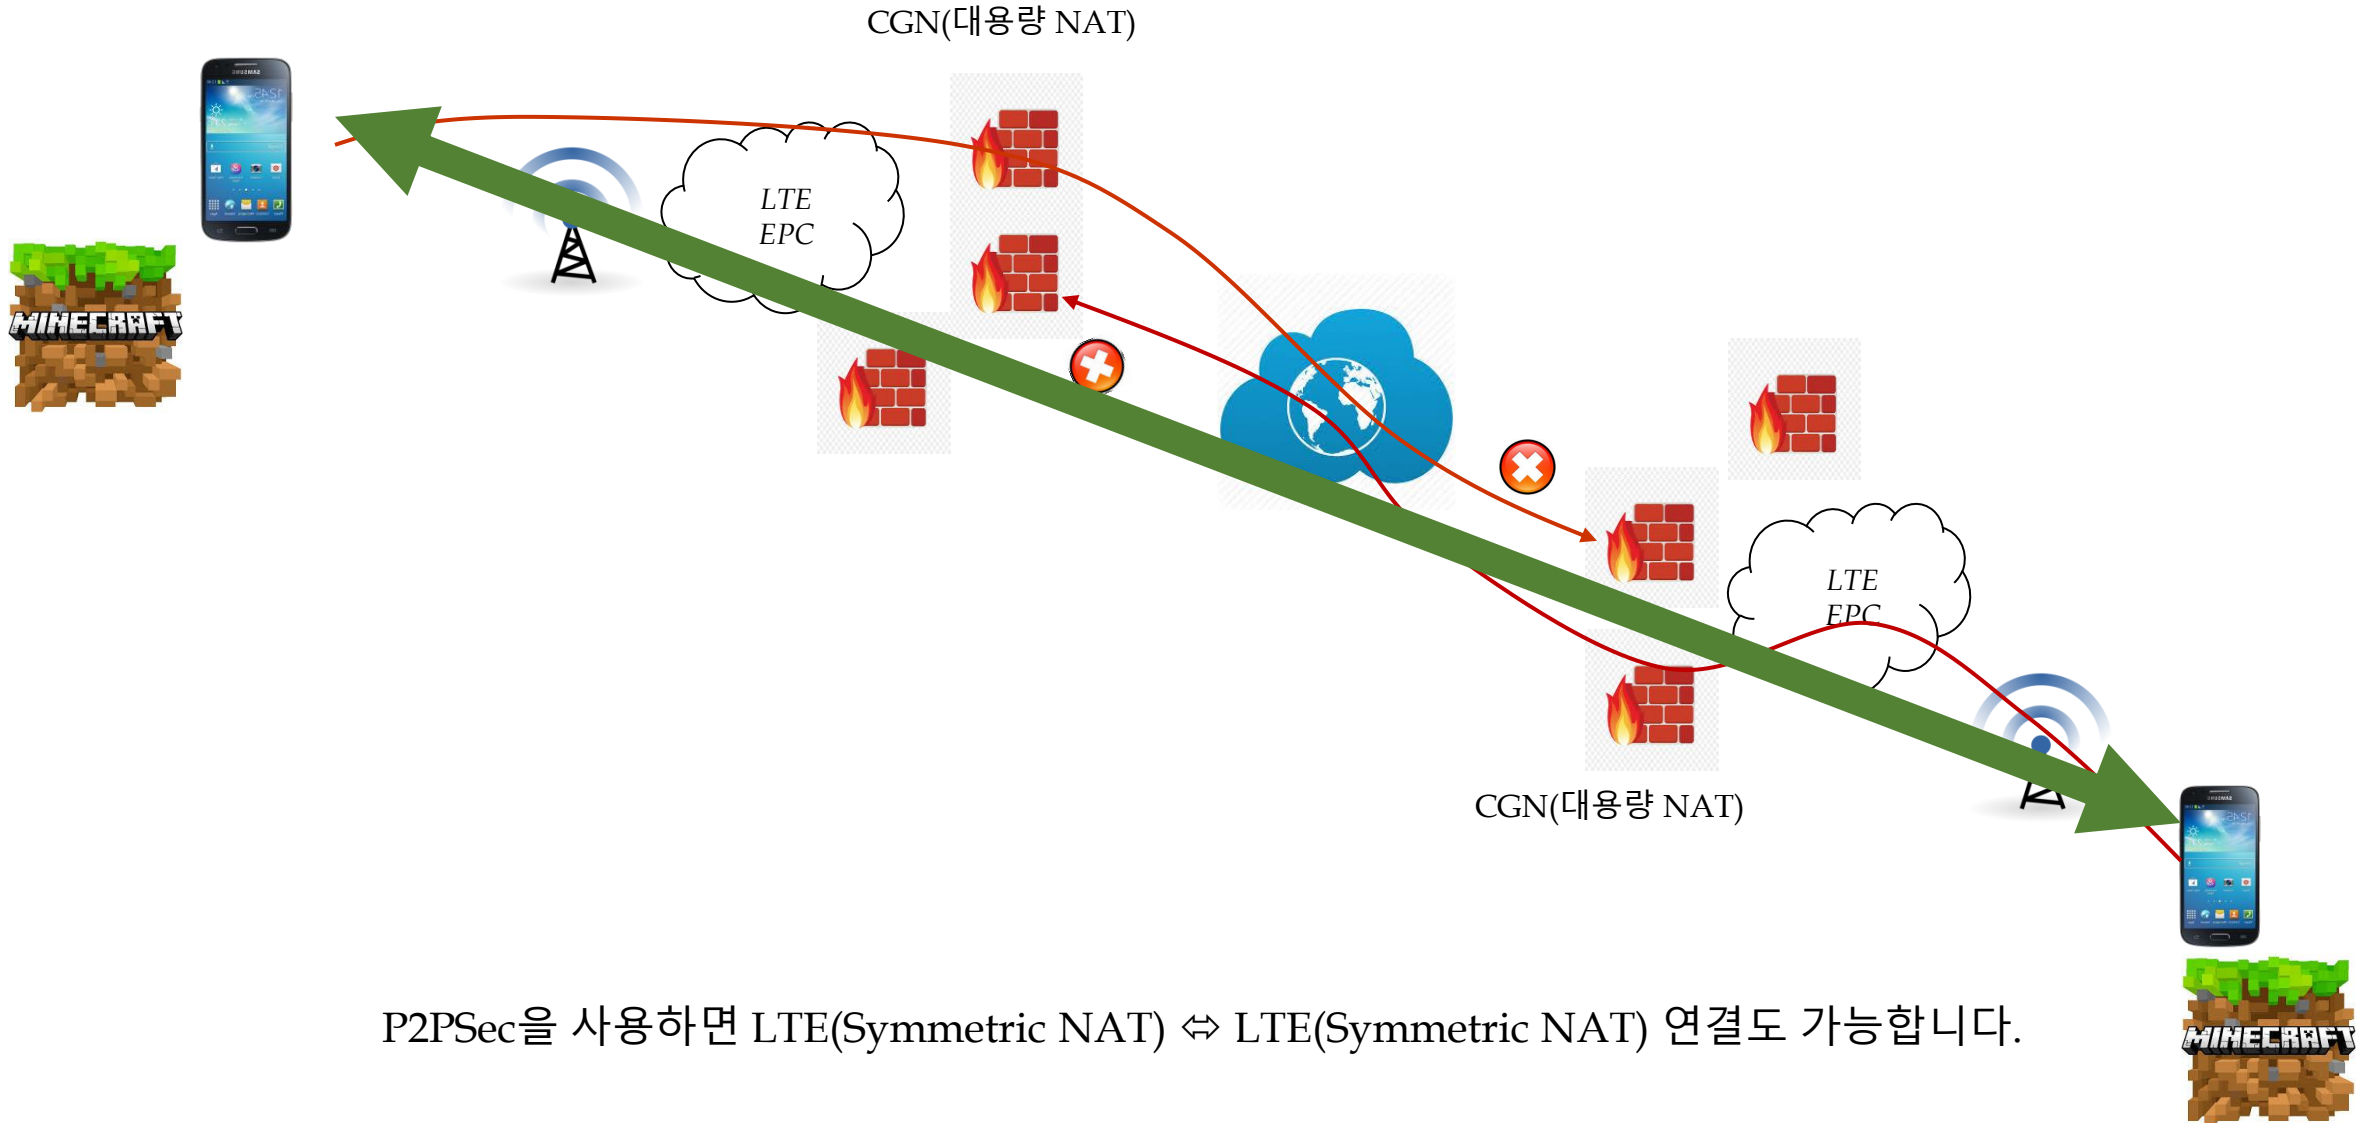 CGN(대용량 NAT)
LTE
EPC
MINECRAFT
LTE
EPC
CGN(대용량 NAT)
P2PSec을 사용하면 LTE(Symmetric NAT) ⇔ LTE(Symmetric NAT) 연결도 가능합니다.
MINECRAFT